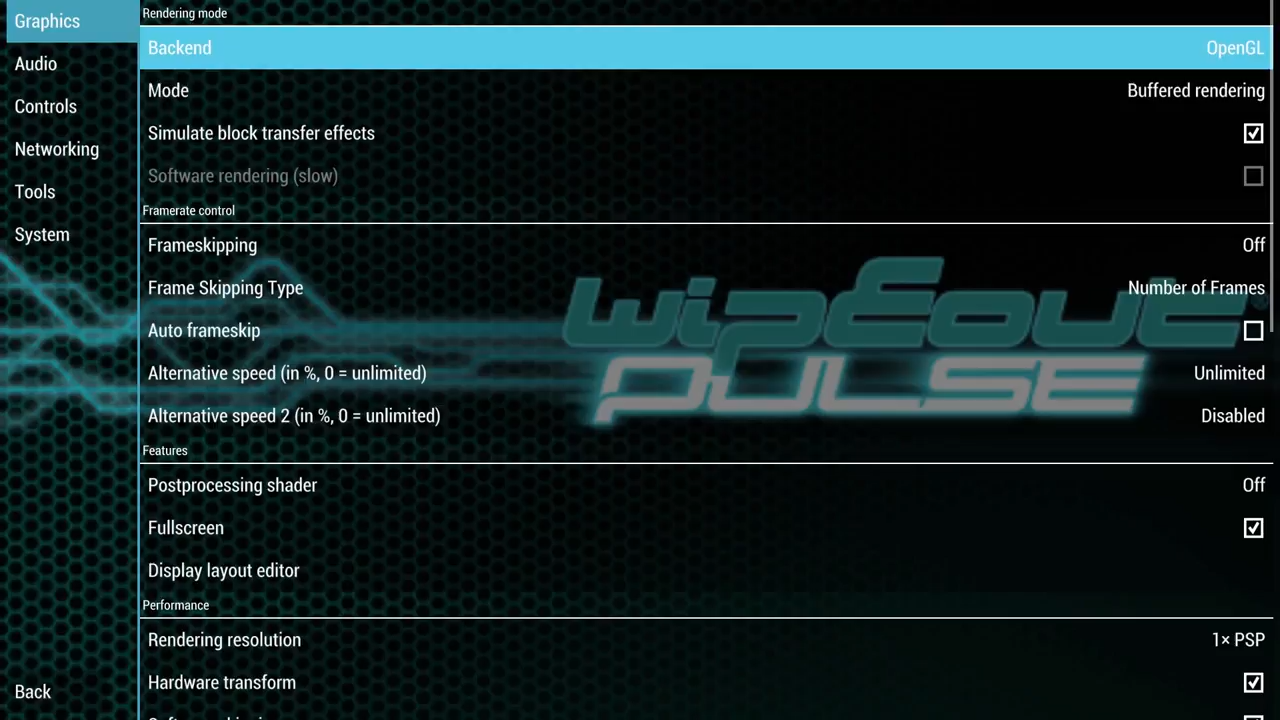 Graphics
Audio
Controls
Networking
Tools
System
Back
Rendering mode
Backend OpenGL
Mode Buffered rendering
Simulate block transfer effects
Software rendering (slow)
Framerate control
Frameskipping Off
Frame Skipping Type Number of Frames
Auto frameskip
Alternative speed (in %, 0 = unlimited) Unlimited
Alternative speed 2 (in %, 0 = unlimited) Disabled
Features
Postprocessing shader Off
Fullscreen
Display layout editor
Performance
Rendering resolution 1× PSP
Hardware transform
wipEout
PULSE